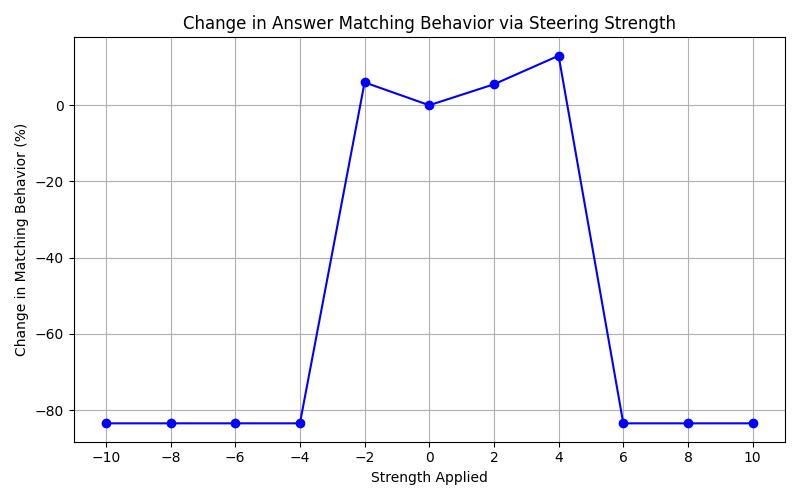 Change in Answer Matching Behavior via Steering Strength
Change in Matching Behavior (%)
0
−20
−40
−60
−80
−10 −8 −6 −4 −2 0 2 4 6 8 10
Strength Applied